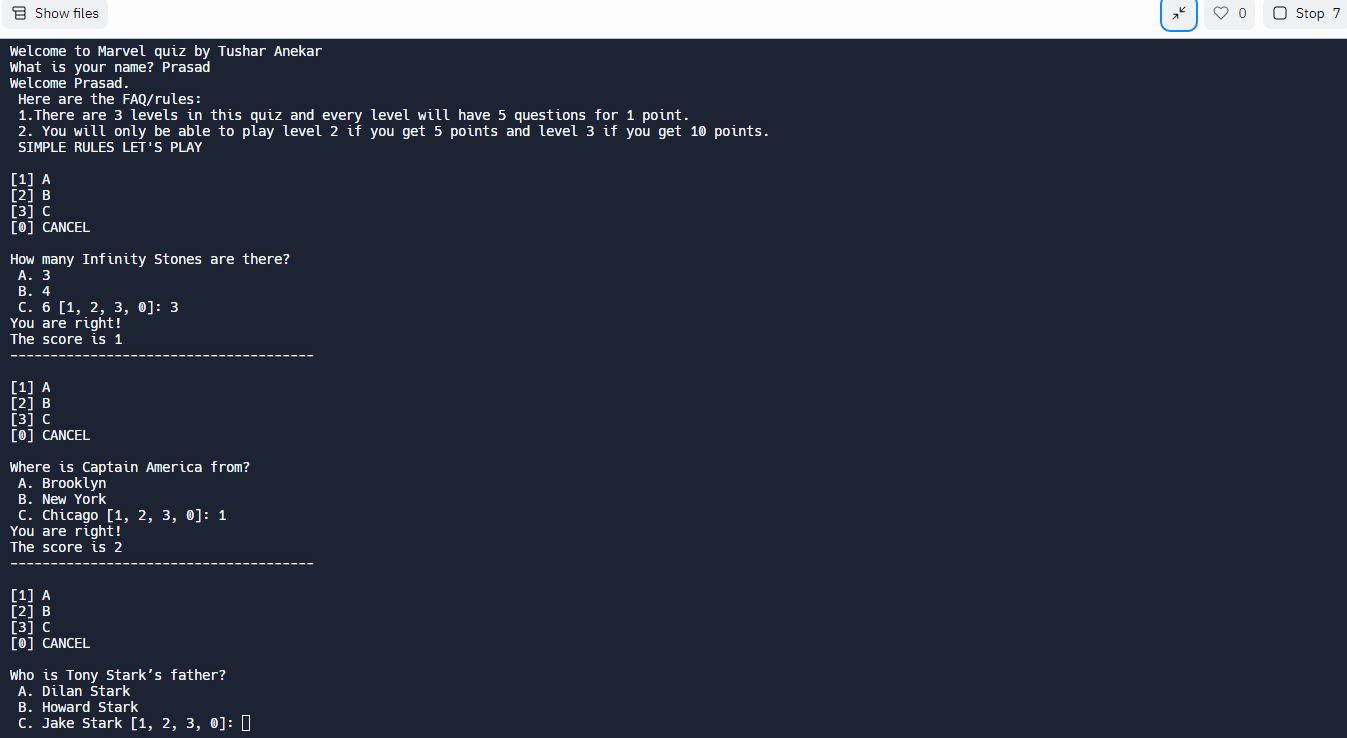 Show files
0
Stop 7
Welcome to Marvel quiz by Tushar Anekar
What is your name? Prasad
Welcome Prasad.
Here are the FAQ/rules:
1.There are 3 levels in this quiz and every level will have 5 questions for 1 point.
2. You will only be able to play level 2 if you get 5 points and level 3 if you get 10 points.
SIMPLE RULES LET'S PLAY
[1] A
[2] B
[3] C
[0] CANCEL
How many Infinity Stones are there?
A. 3
B. 4
C. 6 [1, 2, 3, 0]: 3
You are right!
The score is 1
--------------------------------------
[1] A
[2] B
[3] C
[0] CANCEL
Where is Captain America from?
A. Brooklyn
B. New York
C. Chicago [1, 2, 3, 0]: 1
You are right!
The score is 2
--------------------------------------
[1] A
[2] B
[3] C
[0] CANCEL
Who is Tony Stark’s father?
A. Dilan Stark
B. Howard Stark
C. Jake Stark [1, 2, 3, 0]: